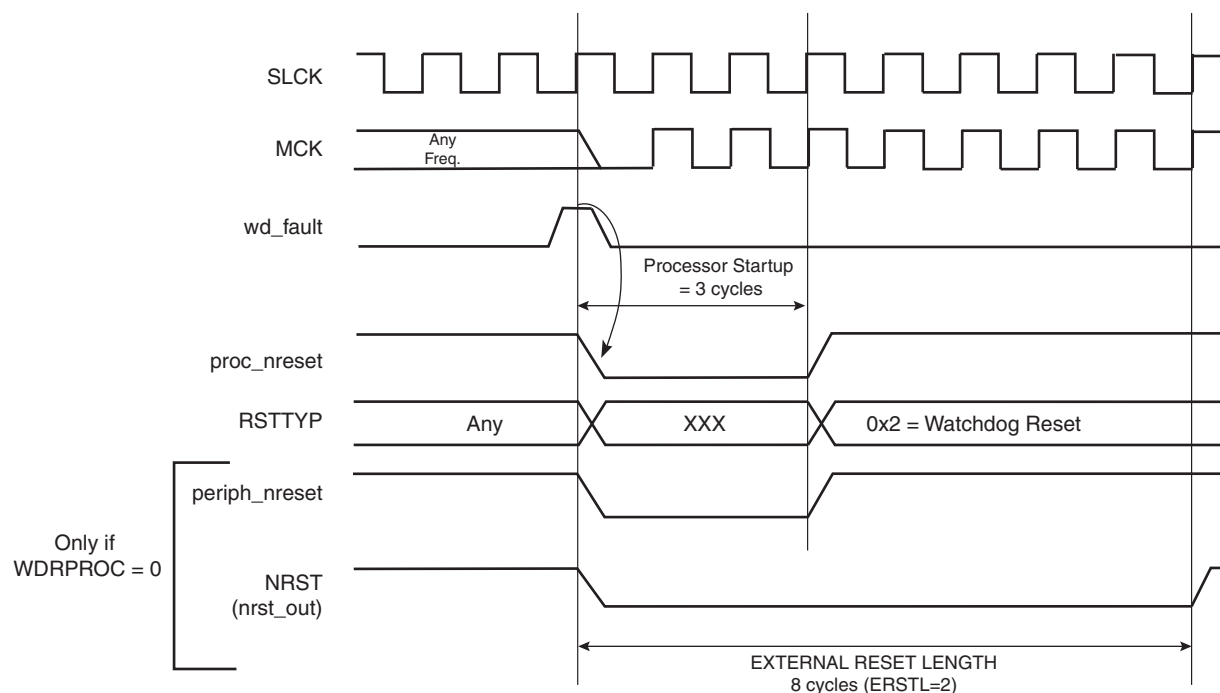 SLCK
MCK
Any
Freq.
wd_fault
Processor Startup
= 3 cycles
proc_nreset
RSTTYP
Any
XXX
0x2 = Watchdog Reset
periph_nreset
Only if
WDRPROC = 0
NRST
(nrst_out)
EXTERNAL RESET LENGTH
8 cycles (ERSTL=2)